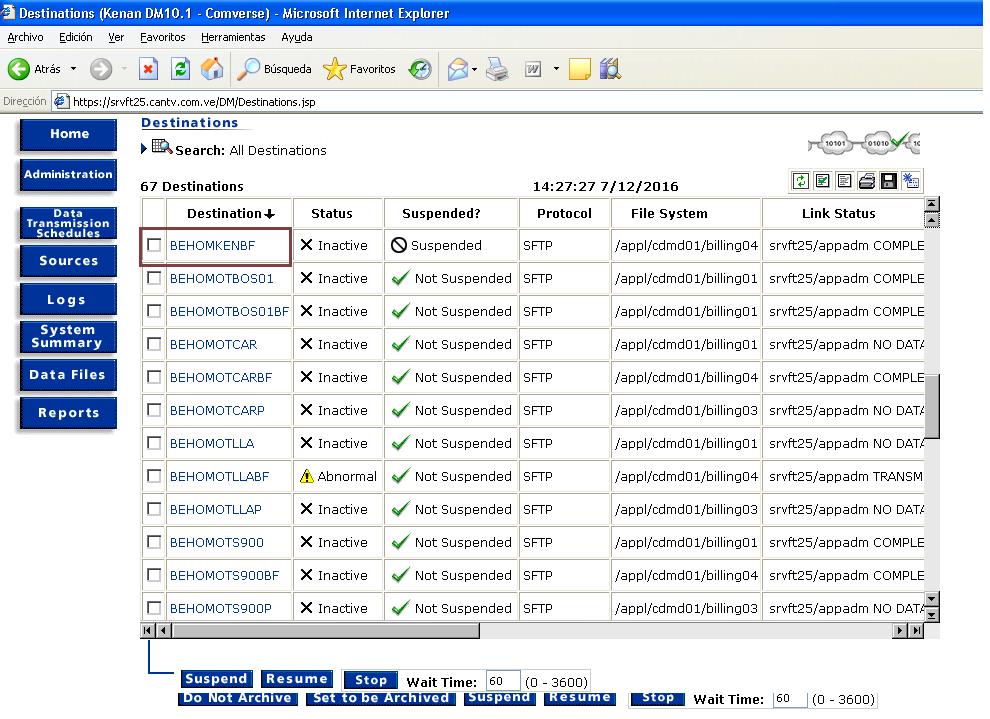 Destinations (Kenan DM10.1 - Comverse) - Microsoft Internet Explorer
Archivo Edición Ver Favoritos Herramientas Ayuda
Atrás Búsqueda Favoritos
Dirección https://srvft25.cantv.com.ve/DM/Destinations.jsp
Home
Administration
Data Transmission Schedules
Sources
Logs
System Summary
Data Files
Reports
Destinations
Search: All Destinations
10101 01010 10
67 Destinations 14:27:27 7/12/2016
Destination Status Suspended? Protocol File System Link Status
BEHOMKENBF Inactive Suspended SFTP /appl/cdmd01/billing04 srvft25/appadm COMPLE
BEHOMOTBOS01 Inactive Not Suspended SFTP /appl/cdmd01/billing01 srvft25/appadm COMPLE
BEHOMOTBOS01BF Inactive Not Suspended SFTP /appl/cdmd01/billing04 srvft25/appadm COMPLE
BEHOMOTCAR Inactive Not Suspended SFTP /appl/cdmd01/billing01 srvft25/appadm NO DATA
BEHOMOTCARBF Inactive Not Suspended SFTP /appl/cdmd01/billing04 srvft25/appadm COMPLE
BEHOMOTCARP Inactive Not Suspended SFTP /appl/cdmd01/billing03 srvft25/appadm NO DATA
BEHOMOTLLA Inactive Not Suspended SFTP /appl/cdmd01/billing01 srvft25/appadm NO DATA
BEHOMOTLLABF Abnormal Not Suspended SFTP /appl/cdmd01/billing04 srvft25/appadm TRANSM
BEHOMOTLLAP Inactive Not Suspended SFTP /appl/cdmd01/billing03 srvft25/appadm NO DATA
BEHOMOTS900 Inactive Not Suspended SFTP /appl/cdmd01/billing01 srvft25/appadm COMPLE
BEHOMOTS900BF Inactive Not Suspended SFTP /appl/cdmd01/billing04 srvft25/appadm COMPLE
BEHOMOTS900P Inactive Not Suspended SFTP /appl/cdmd01/billing03 srvft25/appadm NO DATA
Suspend Resume Stop Wait Time: 60 (0 - 3600)
Do Not Archive Set to be Archived Suspend Resume Stop Wait Time: 60 (0 - 3600)